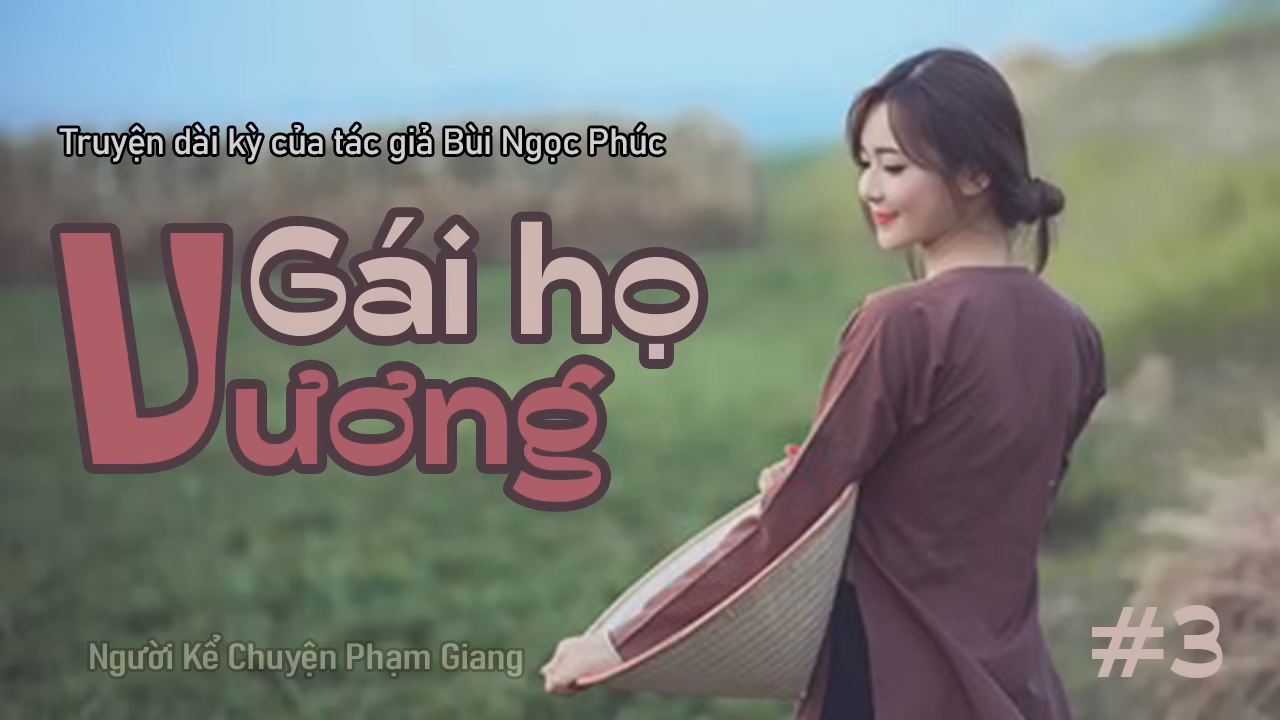 Truyện dài kỳ của tác giả Bùi Ngọc Phúc
Gái họ
Vương
Người Kể Chuyện Phạm Giang
#3